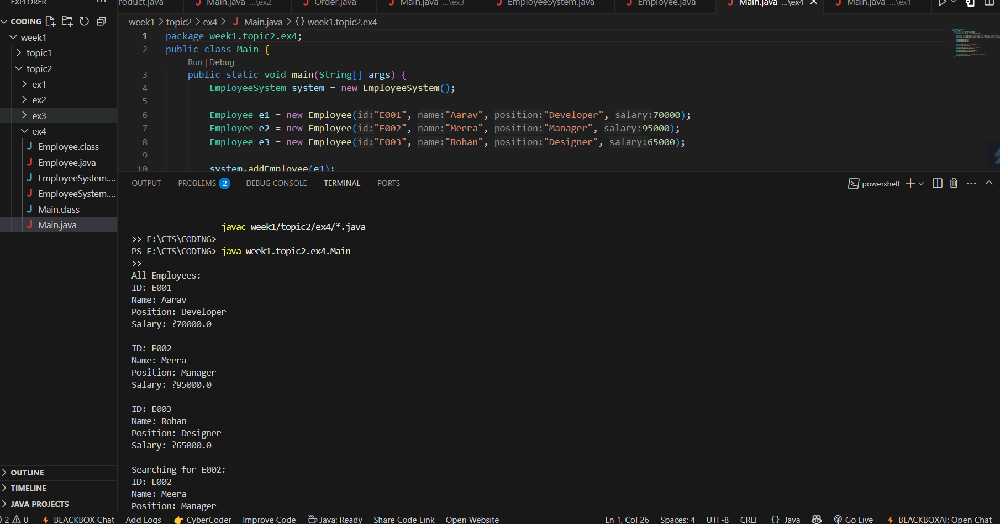 EXPLORER
CODING
week1
topic1
topic2
ex1
ex2
ex3
ex4
Employee.class
Employee.java
EmployeeSystem....
EmployeeSystem....
Main.class
Main.java
OUTLINE
TIMELINE
JAVA PROJECTS
roduct.java Main.java ...\ex2 Order.java Main.java ...\ex3 EmployeeSystem.java Employee.java Main.java ...\ex4 Main.java ...\ex1
week1 > topic2 > ex4 > Main.java > {} week1.topic2.ex4
1 package week1.topic2.ex4;
2 public class Main {
Run | Debug
3 public static void main(String[] args) {
4 EmployeeSystem system = new EmployeeSystem();
5
6 Employee e1 = new Employee(id:"E001", name:"Aarav", position:"Developer", salary:70000);
7 Employee e2 = new Employee(id:"E002", name:"Meera", position:"Manager", salary:95000);
8 Employee e3 = new Employee(id:"E003", name:"Rohan", position:"Designer", salary:65000);
9
10 system.addEmployee(e1);
OUTPUT PROBLEMS 2 DEBUG CONSOLE TERMINAL PORTS powershell
javac week1/topic2/ex4/*.java
>> F:\CTS\CODING>
PS F:\CTS\CODING> java week1.topic2.ex4.Main
>>
All Employees:
ID: E001
Name: Aarav
Position: Developer
Salary: ?70000.0
ID: E002
Name: Meera
Position: Manager
Salary: ?95000.0
ID: E003
Name: Rohan
Position: Designer
Salary: ?65000.0
Searching for E002:
ID: E002
Name: Meera
Position: Manager
2 0 BLACKBOX Chat Add Logs CyberCoder Improve Code Java: Ready Share Code Link Open Website Ln 1, Col 26 Spaces: 4 UTF-8 CRLF {} Java Go Live BLACKBOXAI: Open Chat